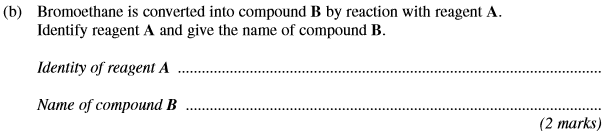 (b) Bromoethane is converted into compound B by reaction with reagent A.
Identify reagent A and give the name of compound B.
Identity of reagent A ................................................................................
Name of compound B ................................................................................
(2 marks)